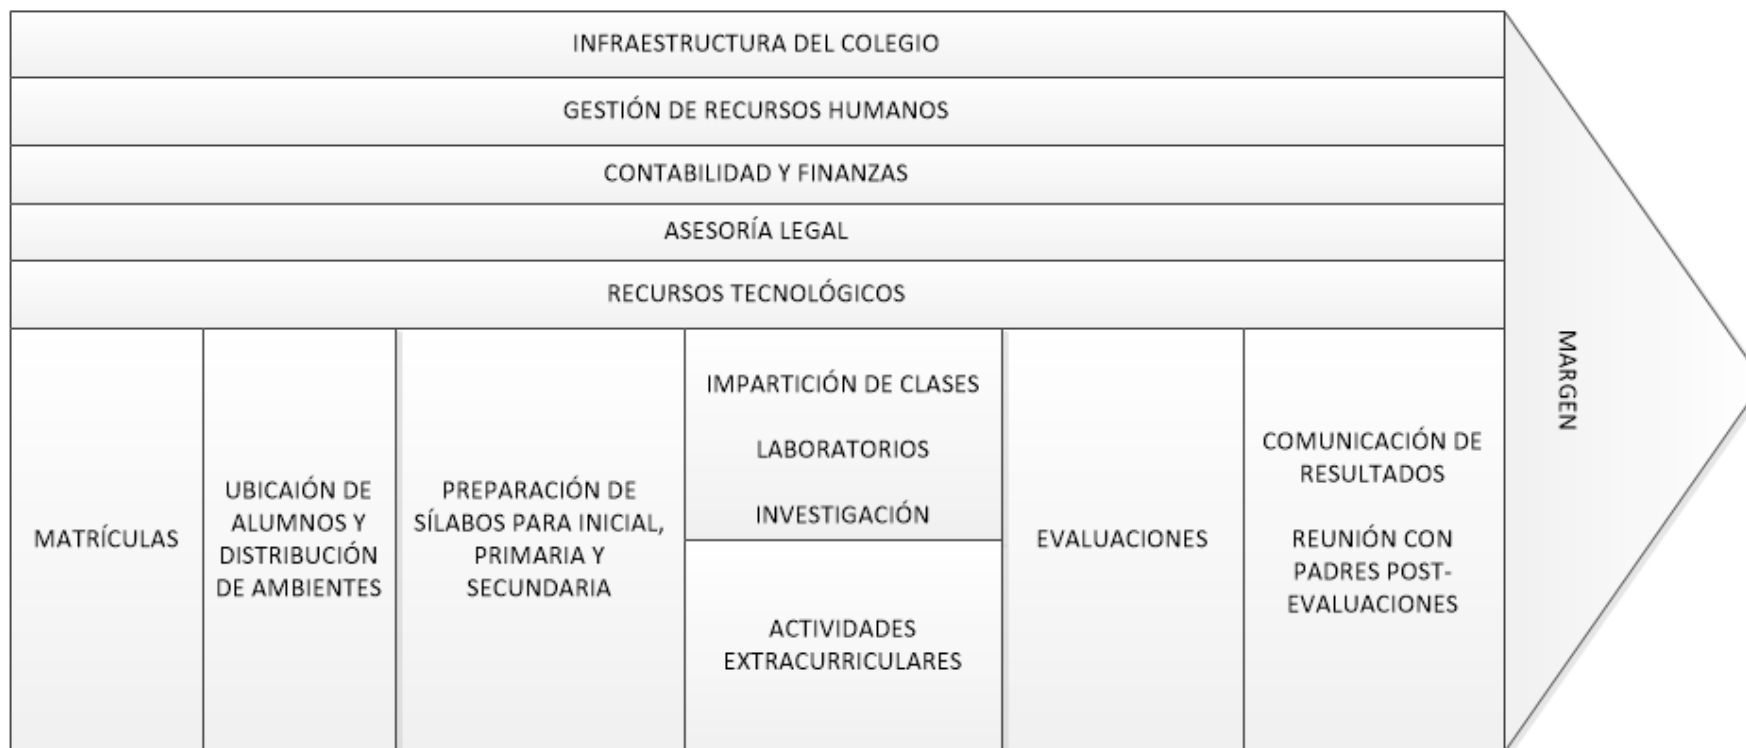 INFRAESTRUCTURA DEL COLEGIO
GESTIÓN DE RECURSOS HUMANOS
CONTABILIDAD Y FINANZAS
ASESORÍA LEGAL
RECURSOS TECNOLÓGICOS
MATRÍCULAS
UBICAIÓN DE
ALUMNOS Y
DISTRIBUCIÓN
DE AMBIENTES
PREPARACIÓN DE
SÍLABOS PARA INICIAL,
PRIMARIA Y
SECUNDARIA
IMPARTICIÓN DE CLASES
LABORATORIOS
INVESTIGACIÓN
ACTIVIDADES
EXTRACURRICULARES
EVALUACIONES
COMUNICACIÓN DE
RESULTADOS
REUNIÓN CON
PADRES POST-
EVALUACIONES
MARGEN